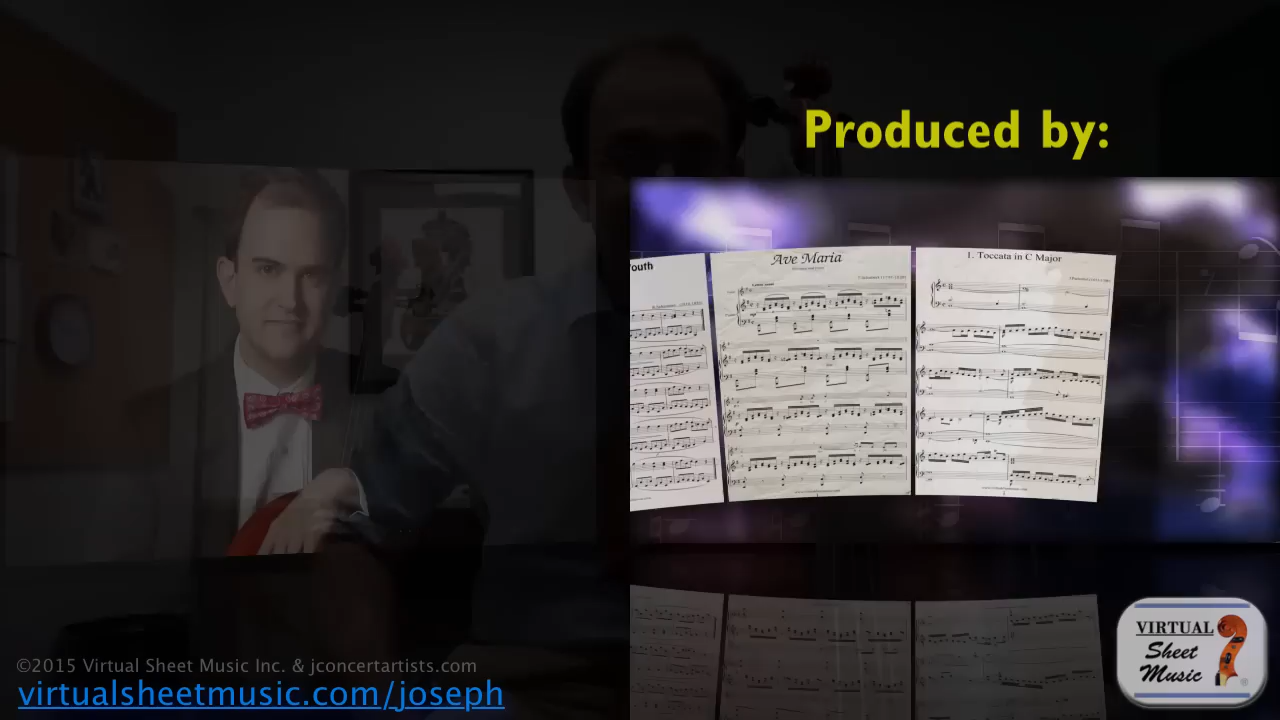 Produced by:
outh
Ave Maria
1. Toccata in C Major
VIRTUAL
Sheet
Music
©2015 Virtual Sheet Music Inc. & jconcertartists.com
virtualsheetmusic.com/joseph